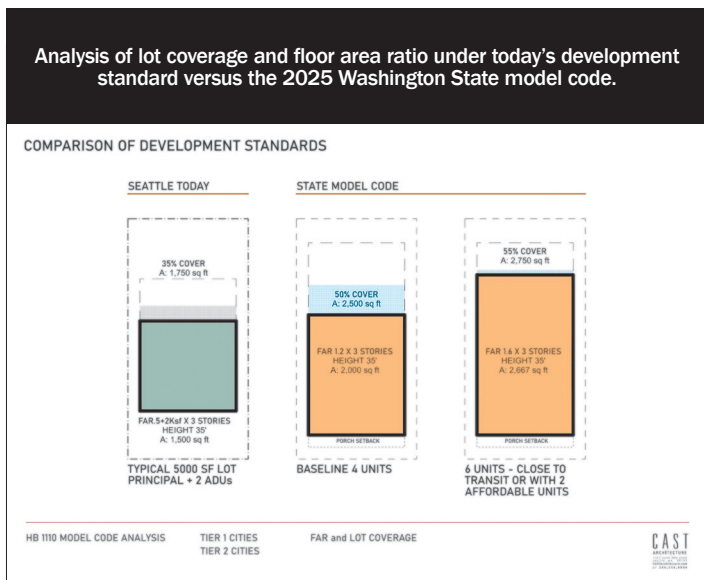 Analysis of lot coverage and floor area ratio under today's development
standard versus the 2025 Washington State model code.
COMPARISON OF DEVELOPMENT STANDARDS
SEATTLE TODAY
35% COVER
A: 1,750 sq ft
FAR.5+2Ksf X 3 STORIES
HEIGHT 35'
A: 1,500 sq ft
TYPICAL 5000 SF LOT
PRINCIPAL + 2 ADUs
STATE MODEL CODE
50% COVER
A: 2,500 sq ft
FAR 1.2 X 3 STORIES
HEIGHT 35'
A: 2,000 sq ft
PORCH SETBACK
BASELINE 4 UNITS
55% COVER
A: 2,750 sq ft
FAR 1.6 X 3 STORIES
HEIGHT 35'
A: 2,667 sq ft
PORCH SETBACK
6 UNITS - CLOSE TO
TRANSIT OR WITH 2
AFFORDABLE UNITS
HB 1110 MODEL CODE ANALYSIS
TIER 1 CITIES
TIER 2 CITIES
FAR and LOT COVERAGE
CAST
ARCHITECTURE